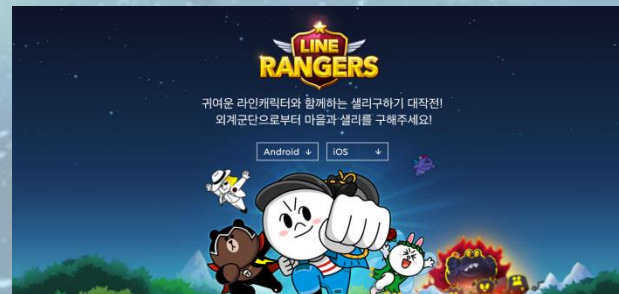 LINE
RANGERS
귀여운 라인캐릭터와 함께하는 샐리구하기 대작전!
외계군단으로부터 마을과 샐리를 구해주세요!
Android ↓ iOS ↓